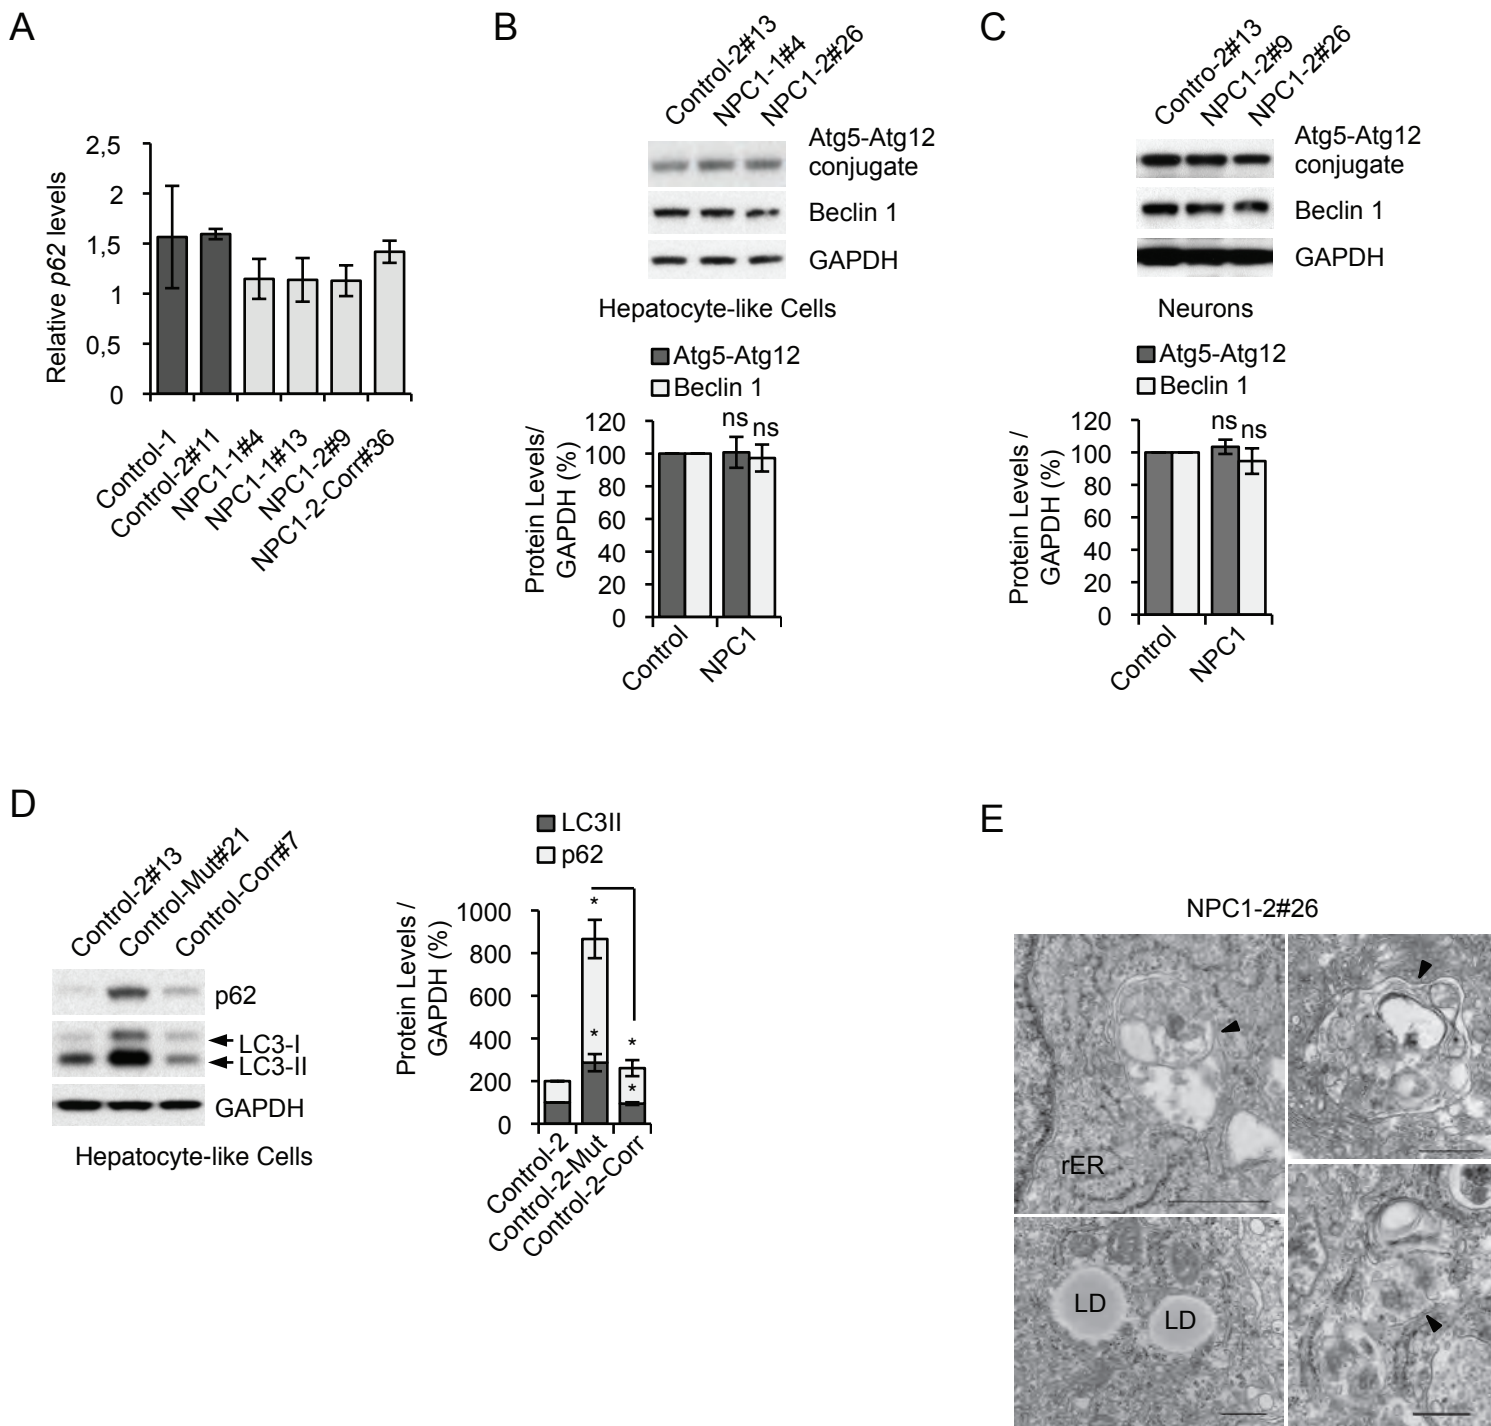 A
Relative p62 levels
2,5
2
1,5
1
0,5
0
Control-1
Control-2#11
NPC1-1#4
NPC1-1#13
NPC1-2#9
NPC1-2-Corr#36
B
Control-2#13
NPC1-1#4
NPC1-2#26
Atg5-Atg12
conjugate
Beclin 1
GAPDH
Hepatocyte-like Cells
Atg5-Atg12
Beclin 1
Protein Levels/
GAPDH (%)
120
100
80
60
40
20
0
ns
ns
Control
NPC1
C
Contro-2#13
NPC1-2#9
NPC1-2#26
Atg5-Atg12
conjugate
Beclin 1
GAPDH
Neurons
Atg5-Atg12
Beclin 1
Protein Levels /
GAPDH (%)
120
100
80
60
40
20
0
ns
ns
Control
NPC1
D
Control-2#13
Control-Mut#21
Control-Corr#7
p62
LC3-I
LC3-II
GAPDH
Hepatocyte-like Cells
LC3II
p62
Protein Levels /
GAPDH (%)
1000
800
600
400
200
0
*
*
*
*
Control-2
Control-2-Mut
Control-2-Corr
E
NPC1-2#26
rER
LD
LD